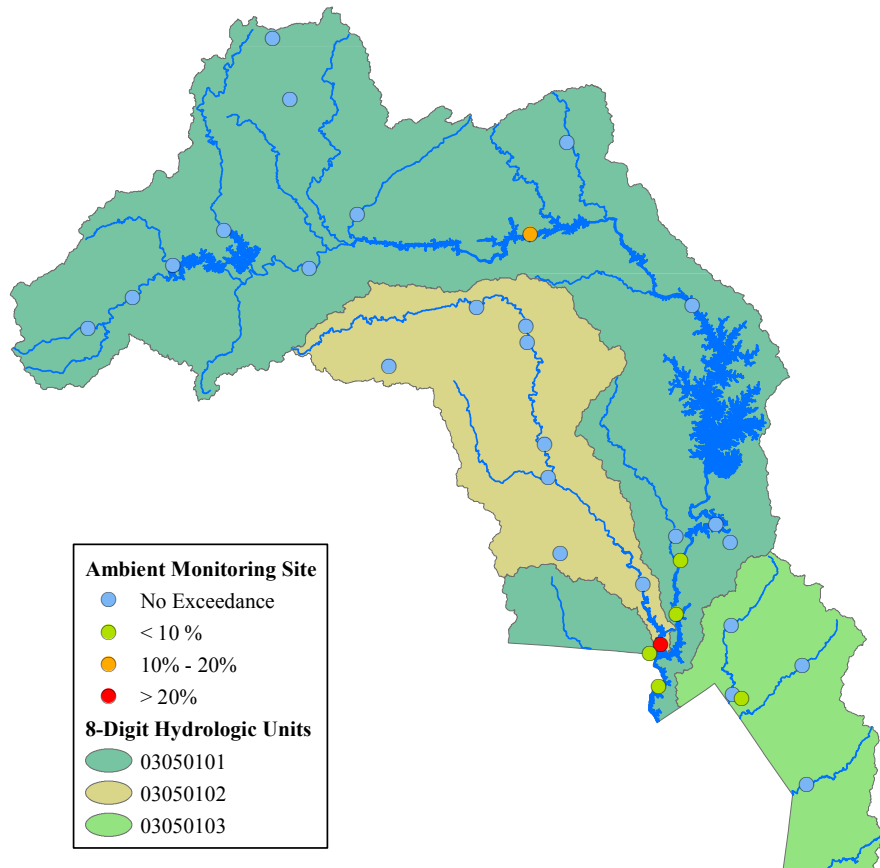 Ambient Monitoring Site
No Exceedance
< 10 %
10% - 20%
> 20%
8-Digit Hydrologic Units
03050101
03050102
03050103